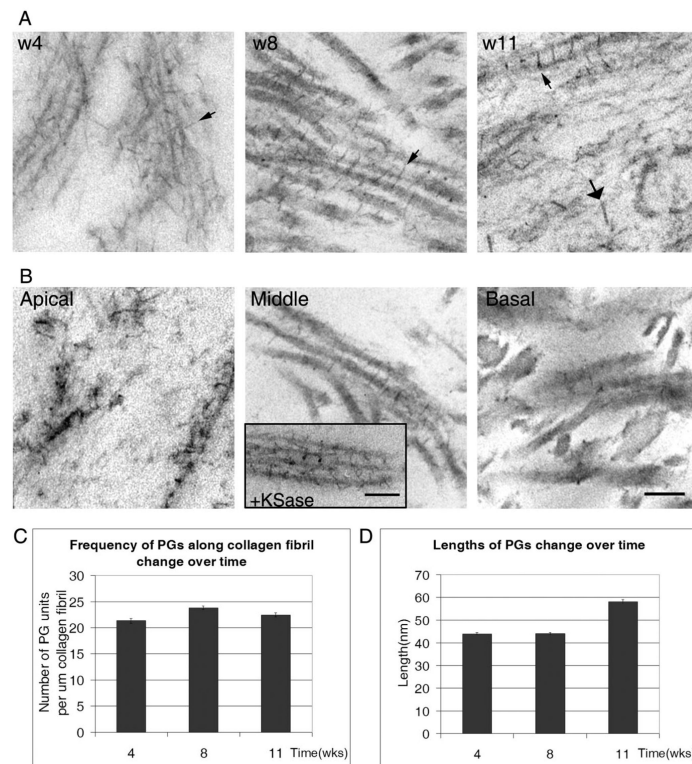 A
w4
w8
w11
B
Apical
Middle
Basal
+KSase
C
Frequency of PGs along collagen fibril
change over time
Number of PG units
per um collagen fibril
30
25
20
15
10
5
0
4
8
11
Time(wks)
D
Lengths of PGs change over time
Length(nm)
70
60
50
40
30
20
10
0
4
8
11
Time(wks)